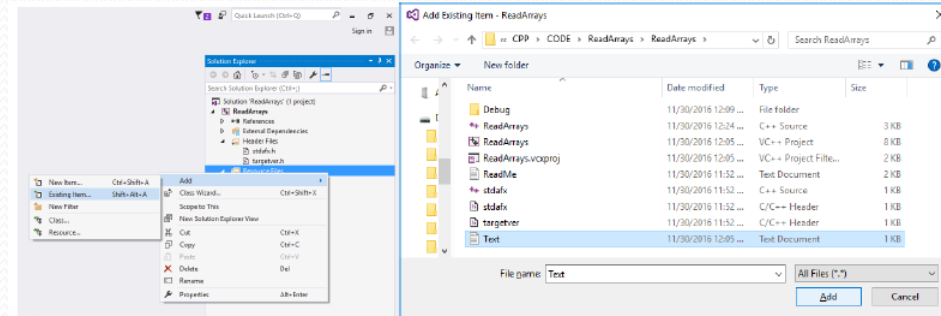 Quick Launch (Ctrl+Q)
Sign in
Solution Explorer
Search Solution Explorer (Ctrl+;)
Solution 'ReadArrays' (1 project)
ReadArrays
References
External Dependencies
Header Files
stdafx.h
targetver.h
Resource Files
New Item... Ctrl+Shift+A
Existing Item... Shift+Alt+A
New Filter
Class...
Resource...
Add
Class Wizard... Ctrl+Shift+X
Scope to This
New Solution Explorer View
Cut Ctrl+X
Copy Ctrl+C
Paste Ctrl+V
Delete Del
Rename
Properties Alt+Enter
Add Existing Item - ReadArrays
« CPP › CODE › ReadArrays › ReadArrays ›
Search ReadArrays
Organize New folder
Name Date modified Type Size
Debug 11/30/2016 12:09 ... File folder
ReadArrays 11/30/2016 12:24 ... C++ Source 3 KB
ReadArrays 11/30/2016 12:05 ... VC++ Project 8 KB
ReadArrays.vcxproj 11/30/2016 12:05 ... VC++ Project Filte... 2 KB
ReadMe 11/30/2016 11:52 ... Text Document 2 KB
stdafx 11/30/2016 11:52 ... C++ Source 1 KB
stdafx 11/30/2016 11:52 ... C/C++ Header 1 KB
targetver 11/30/2016 11:52 ... C/C++ Header 1 KB
Text 11/30/2016 12:05 ... Text Document 1 KB
File name: Text
All Files (*.*)
Add Cancel